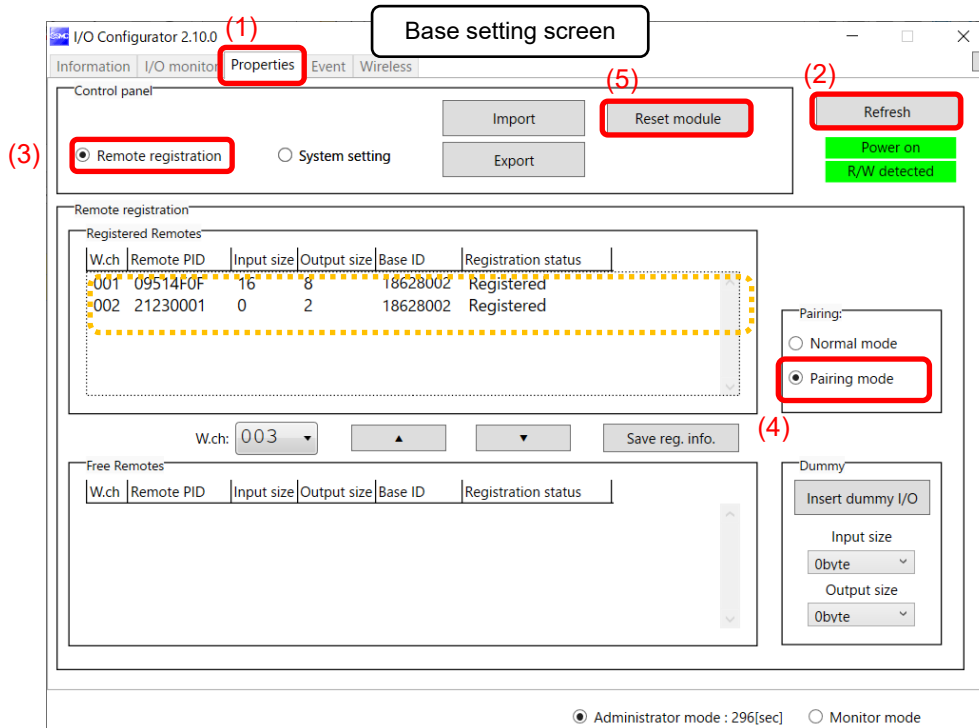 Base setting screen
(1)
SMC I/O Configurator 2.10.0
Information I/O monitor Properties Event Wireless
(5) (2)
Control panel
Import Reset module Refresh
(3) Remote registration System setting Export
Power on
R/W detected
Remote registration
Registered Remotes
W.ch Remote PID Input size Output size Base ID Registration status
001 09514F0F 16 8 18628002 Registered
002 21230001 0 2 18628002 Registered
Pairing:
Normal mode
Pairing mode
(4)
W.ch: 003 ▲ ▼ Save reg. info.
Free Remotes
W.ch Remote PID Input size Output size Base ID Registration status
Dummy
Insert dummy I/O
Input size
0byte
Output size
0byte
Administrator mode : 296[sec] Monitor mode